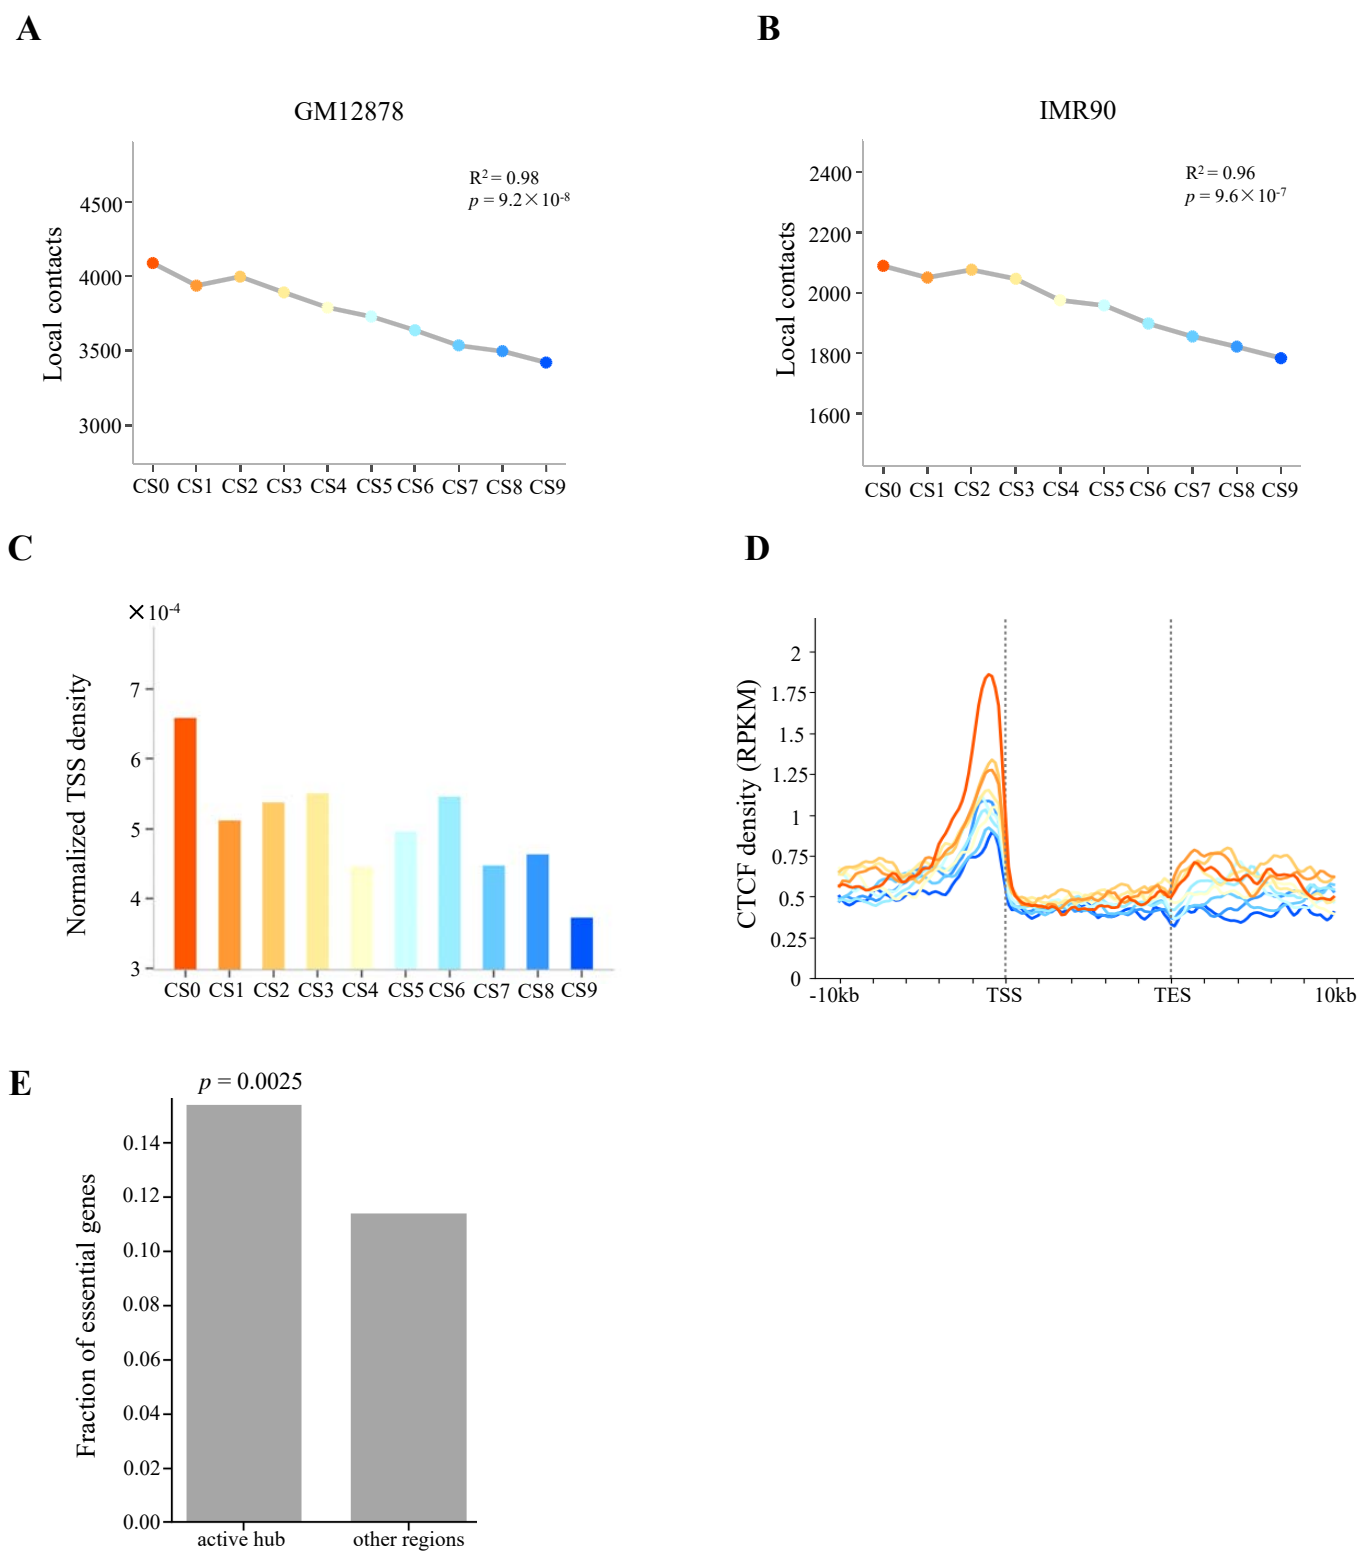 A
GM12878
R² = 0.98
p = 9.2×10⁻⁸
Local contacts
4500
4000
3500
3000
CS0 CS1 CS2 CS3 CS4 CS5 CS6 CS7 CS8 CS9
B
IMR90
R² = 0.96
p = 9.6×10⁻⁷
Local contacts
2400
2200
2000
1800
1600
CS0 CS1 CS2 CS3 CS4 CS5 CS6 CS7 CS8 CS9
C
×10⁻⁴
Normalized TSS density
7
6
5
4
3
CS0 CS1 CS2 CS3 CS4 CS5 CS6 CS7 CS8 CS9
D
CTCF density (RPKM)
2
1.75
1.5
1.25
1
0.75
0.5
0.25
0
-10kb TSS TES 10kb
E
p = 0.0025
Fraction of essential genes
0.14
0.12
0.10
0.08
0.06
0.04
0.02
0.00
active hub other regions